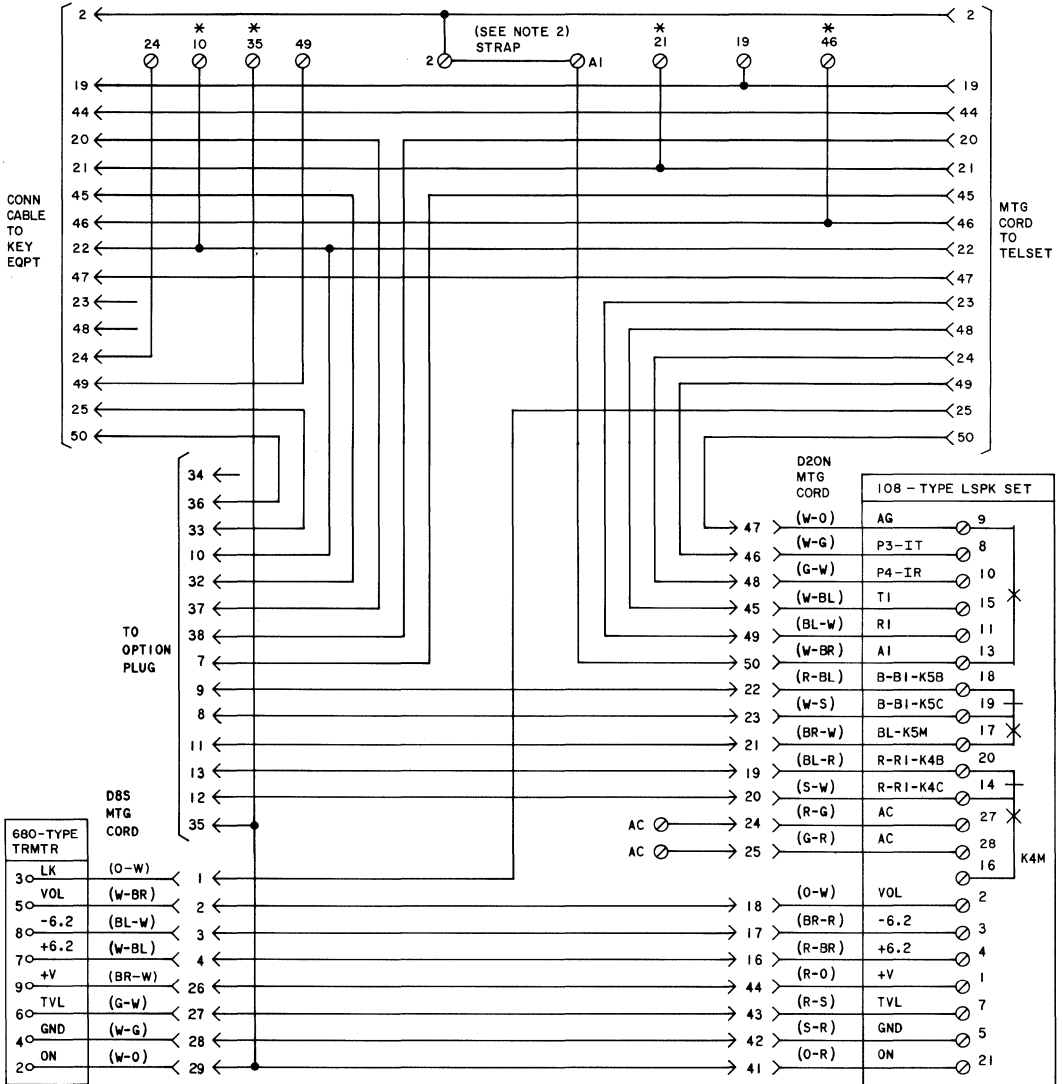 2 2
* * (SEE NOTE 2) * *
24 10 35 49 STRAP 21 19 46
2 A1
19 19
44 44
20 20
21 21
45 45
46 46
22 22
47 47
23 23
48 48
24 24
49 49
25 25
50 50
CONN
CABLE
TO
KEY
EQPT
MTG
CORD
TO
TELSET
34
36
33
10
32
37
38
7
9
8
11
13
12
35
TO
OPTION
PLUG
D20N
MTG
CORD
108-TYPE LSPK SET
47 (W-O) AG 9
46 (W-G) P3-IT 8
48 (G-W) P4-IR 10
45 (W-BL) T1 15
49 (BL-W) R1 11
50 (W-BR) A1 13
22 (R-BL) B-B1-K5B 18
23 (W-S) B-B1-K5C 19
21 (BR-W) BL-K5M 17
19 (BL-R) R-R1-K4B 20
20 (S-W) R-R1-K4C 14
AC 24 (R-G) AC 27
AC 25 (G-R) AC 28
16
K4M
D8S
MTG
CORD
680-TYPE
TRMTR
3 LK (O-W) 1
5 VOL (W-BR) 2 18 (O-W) VOL 2
8 -6.2 (BL-W) 3 17 (BR-R) -6.2 3
7 +6.2 (W-BL) 4 16 (R-BR) +6.2 4
9 +V (BR-W) 26 44 (R-O) +V 1
6 TVL (G-W) 27 43 (R-S) TVL 7
4 GND (W-G) 28 42 (S-R) GND 5
2 ON (W-O) 29 41 (O-R) ON 21